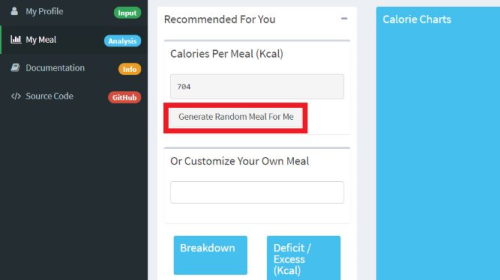 My Profile
Input
My Meal
Analysis
Documentation
Info
Source Code
GitHub
Recommended For You
Calories Per Meal (Kcal)
704
Generate Random Meal For Me
Or Customize Your Own Meal
Breakdown
Deficit /
Excess
(Kcal)
Calorie Charts